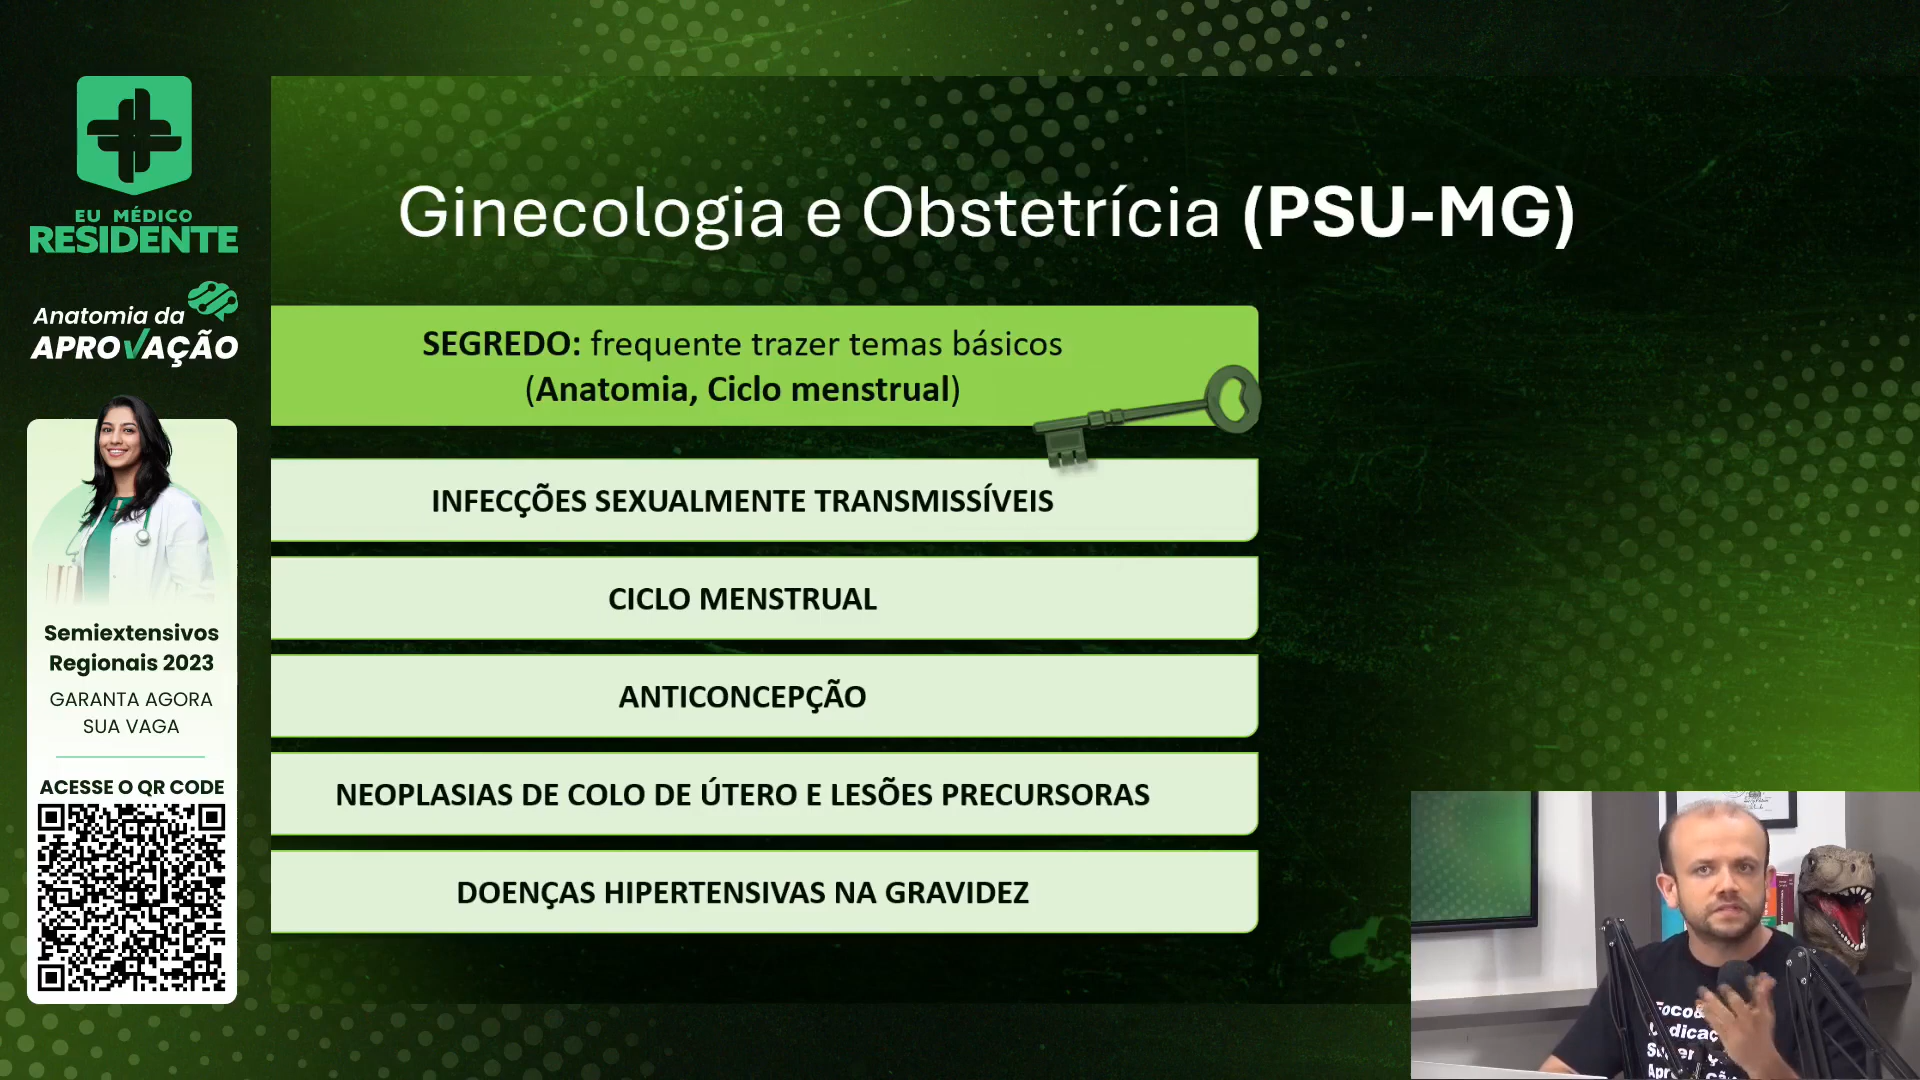 EU MÉDICO
RESIDENTE
Anatomia da
APROVAÇÃO
Semiextensivos
Regionais 2023
GARANTA AGORA
SUA VAGA
ACESSE O QR CODE
Ginecologia e Obstetrícia (PSU-MG)
SEGREDO: frequente trazer temas básicos
(Anatomia, Ciclo menstrual)
INFECÇÕES SEXUALMENTE TRANSMISSÍVEIS
CICLO MENSTRUAL
ANTICONCEPÇÃO
NEOPLASIAS DE COLO DE ÚTERO E LESÕES PRECURSORAS
DOENÇAS HIPERTENSIVAS NA GRAVIDEZ